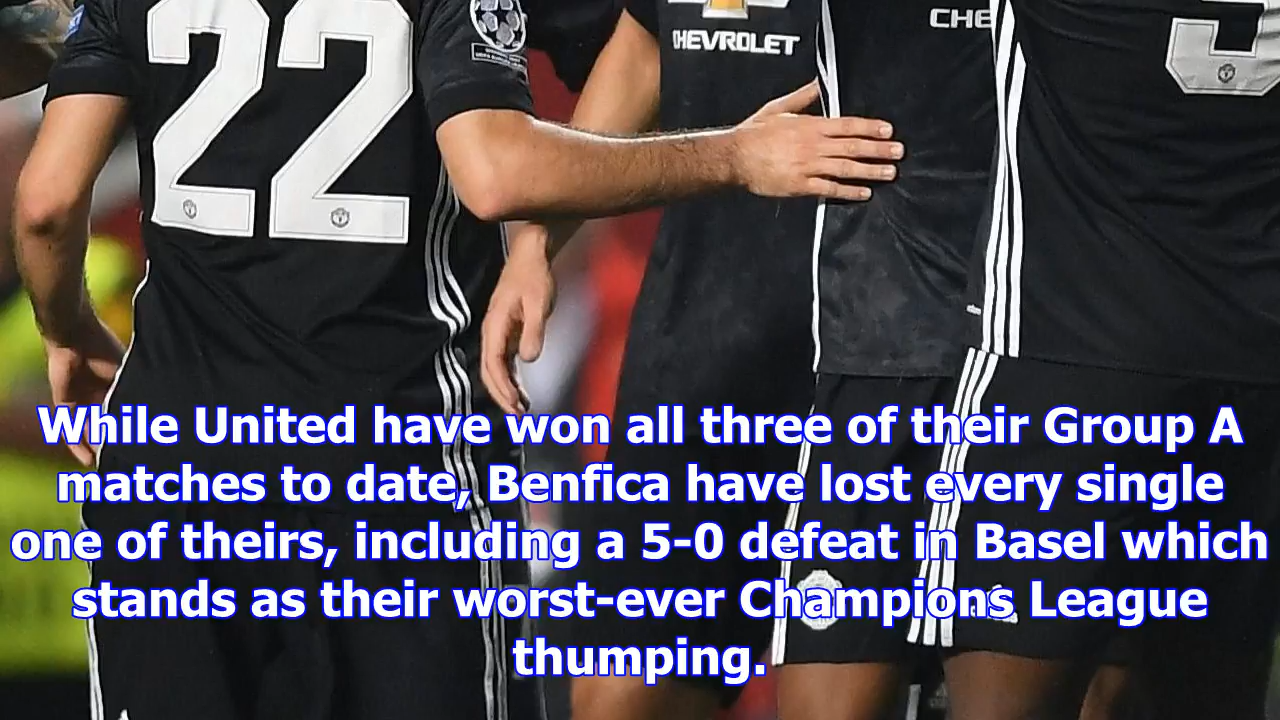 22
CHEVROLET
CHE
While United have won all three of their Group A
matches to date, Benfica have lost every single
one of theirs, including a 5-0 defeat in Basel which
stands as their worst-ever Champions League
thumping.